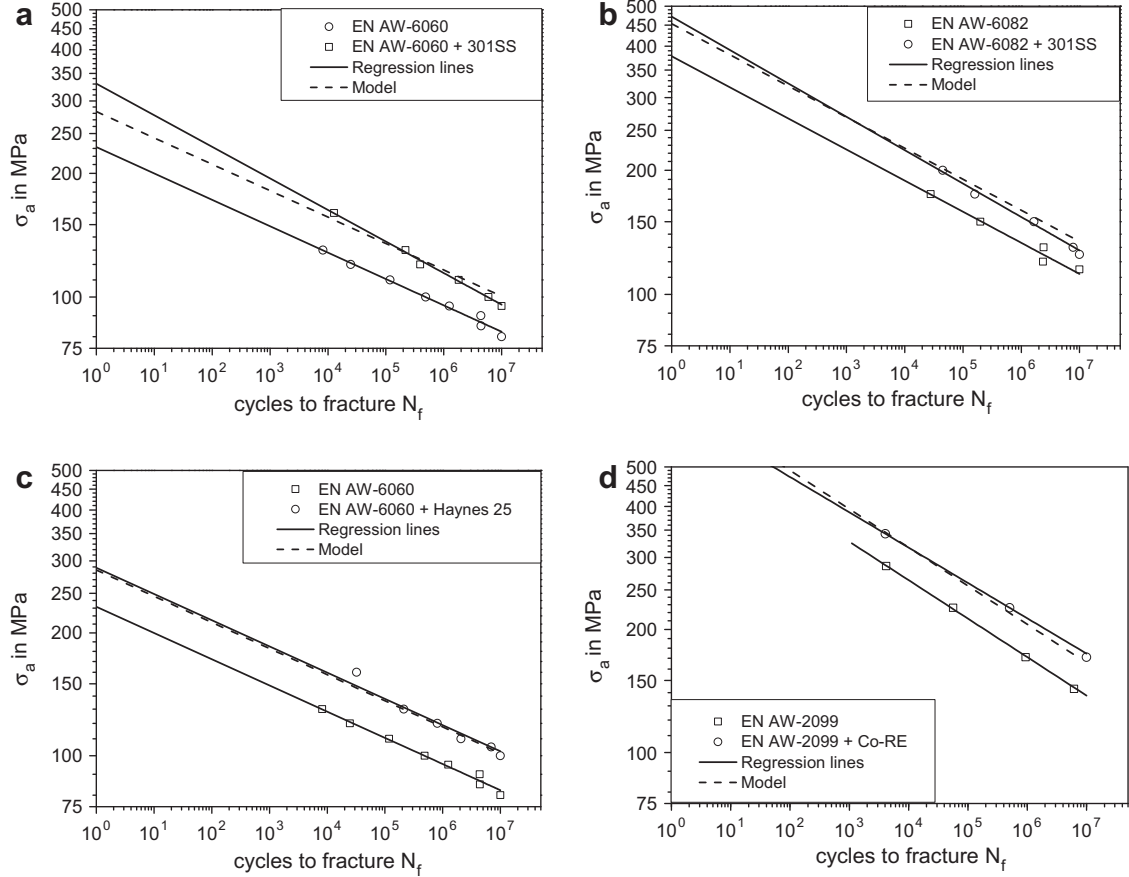 a
500
450
400
350
300
250
200
150
100
75
σa in MPa
EN AW-6060
EN AW-6060 + 301SS
Regression lines
Model
10^0 10^1 10^2 10^3 10^4 10^5 10^6 10^7
cycles to fracture Nf
b
500
450
400
350
300
250
200
150
100
75
σa in MPa
EN AW-6082
EN AW-6082 + 301SS
Regression lines
Model
10^0 10^1 10^2 10^3 10^4 10^5 10^6 10^7
cycles to fracture Nf
c
500
450
400
350
300
250
200
150
100
75
σa in MPa
EN AW-6060
EN AW-6060 + Haynes 25
Regression lines
Model
10^0 10^1 10^2 10^3 10^4 10^5 10^6 10^7
cycles to fracture Nf
d
500
450
400
350
300
250
200
150
100
75
σa in MPa
EN AW-2099
EN AW-2099 + Co-RE
Regression lines
Model
10^0 10^1 10^2 10^3 10^4 10^5 10^6 10^7
cycles to fracture Nf